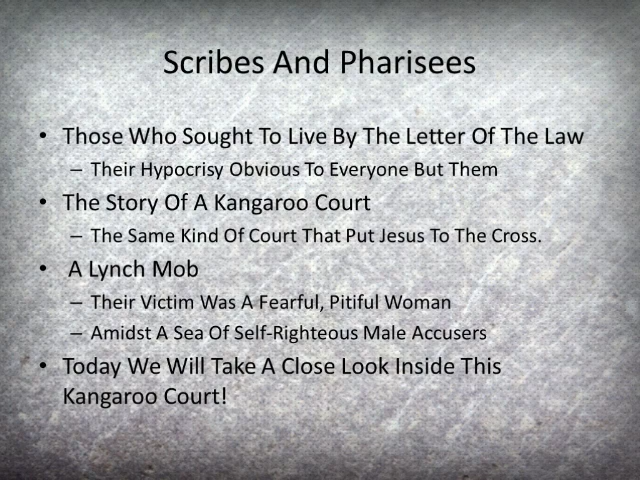 Scribes And Pharisees
• Those Who Sought To Live By The Letter Of The Law
– Their Hypocrisy Obvious To Everyone But Them
• The Story Of A Kangaroo Court
– The Same Kind Of Court That Put Jesus To The Cross.
• A Lynch Mob
– Their Victim Was A Fearful, Pitiful Woman
– Amidst A Sea Of Self-Righteous Male Accusers
• Today We Will Take A Close Look Inside This
Kangaroo Court!